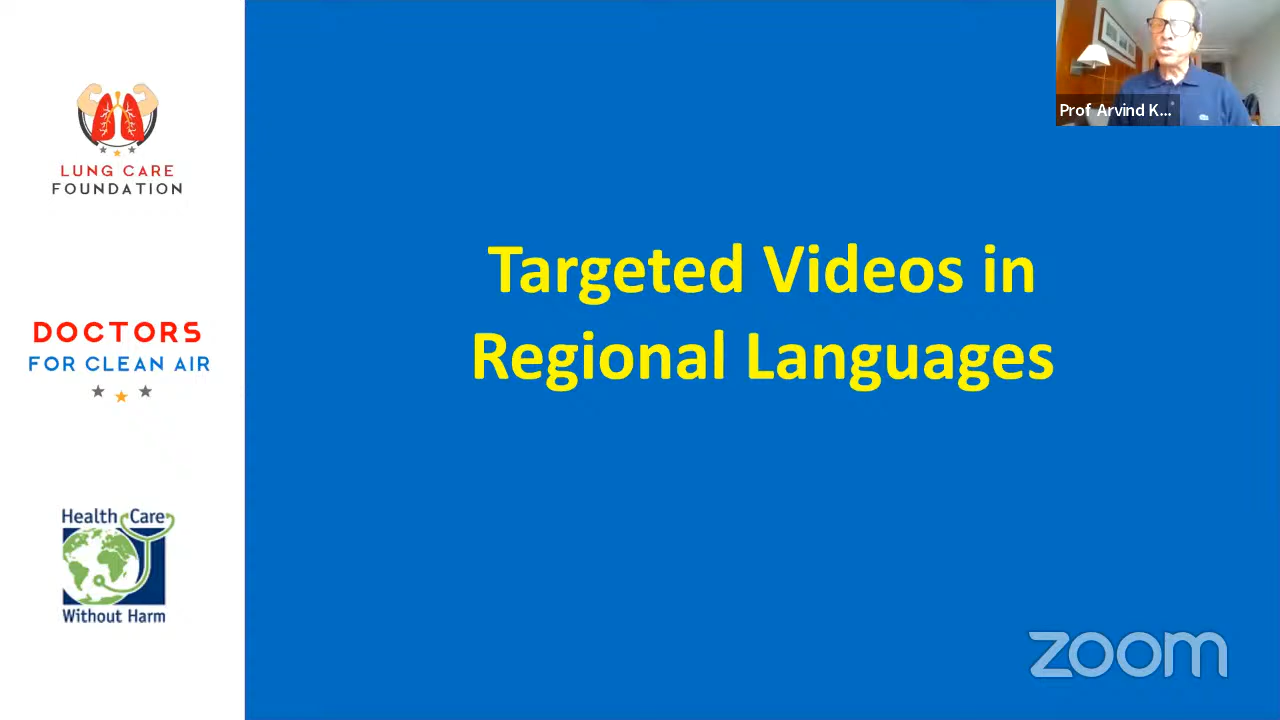 LUNG CARE
FOUNDATION
DOCTORS
FOR CLEAN AIR
Health Care
Without Harm
Targeted Videos in
Regional Languages
Prof Arvind K...
zoom